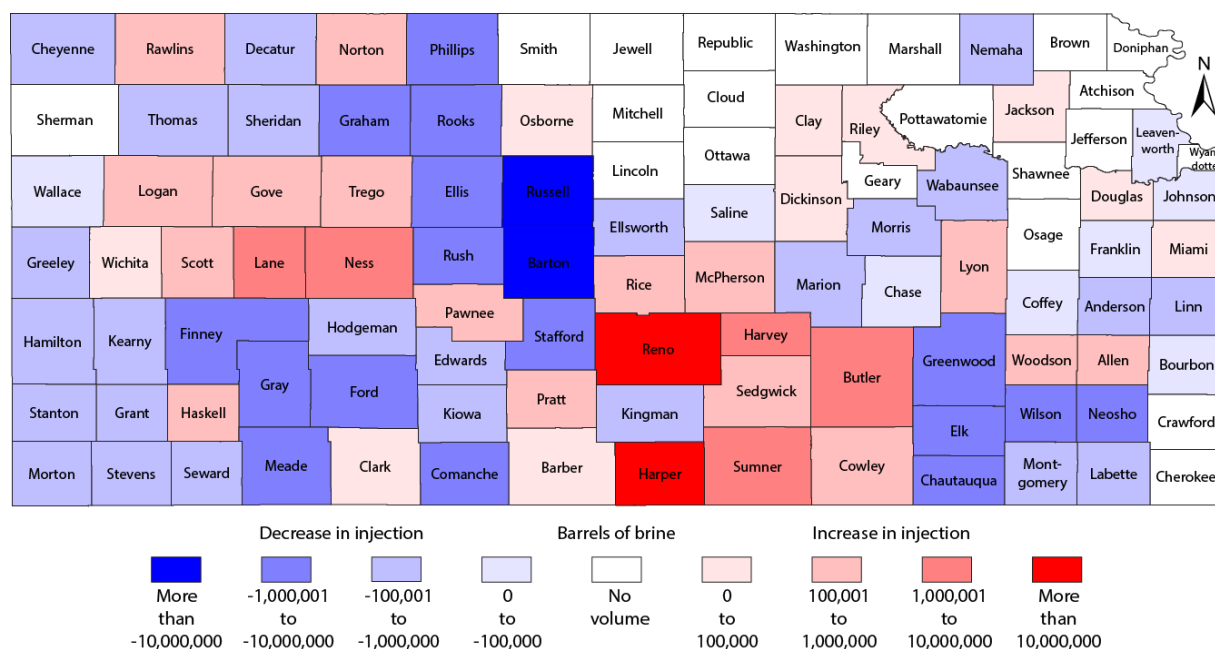 Cheyenne Rawlins Decatur Norton Phillips Smith Jewell Republic Washington Marshall Nemaha Brown Doniphan
N
Sherman Thomas Sheridan Graham Rooks Osborne Mitchell Cloud Clay Riley Pottawatomie Jackson Atchison
Jefferson Leaven-
worth
Wyan
dotte
Wallace Logan Gove Trego Ellis Russell Lincoln Ottawa Saline Dickinson Geary Wabaunsee Shawnee Douglas Johnson
Greeley Wichita Scott Lane Ness Rush Barton Ellsworth Morris Osage Franklin Miami
Rice McPherson Marion Chase Lyon Coffey Anderson Linn
Hamilton Kearny Finney Hodgeman Pawnee Edwards Stafford Reno Harvey Butler Greenwood Woodson Allen Bourbon
Stanton Grant Haskell Gray Ford Kiowa Pratt Kingman Sedgwick Elk Wilson Neosho Crawford
Morton Stevens Seward Meade Clark Comanche Barber Harper Sumner Cowley Chautauqua Mont-
gomery
Labette Cherokee
Decrease in injection Barrels of brine Increase in injection
More
than
-10,000,000
-1,000,001
to
-10,000,000
-100,001
to
-1,000,000
0
to
-100,000
No
volume
0
to
100,000
100,001
to
1,000,000
1,000,001
to
10,000,000
More
than
10,000,000